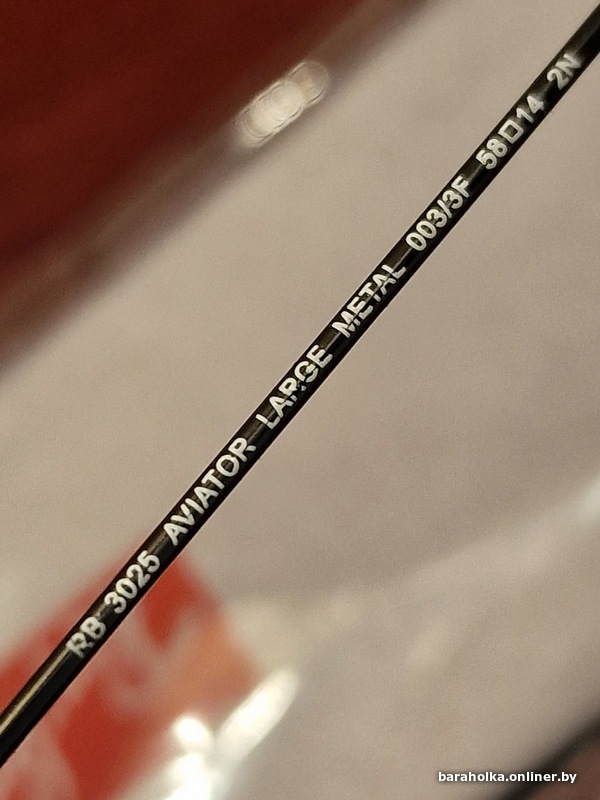 RB 3025 AVIATOR LARGE METAL 003/3F 58□14 2N
baraholka.onliner.by